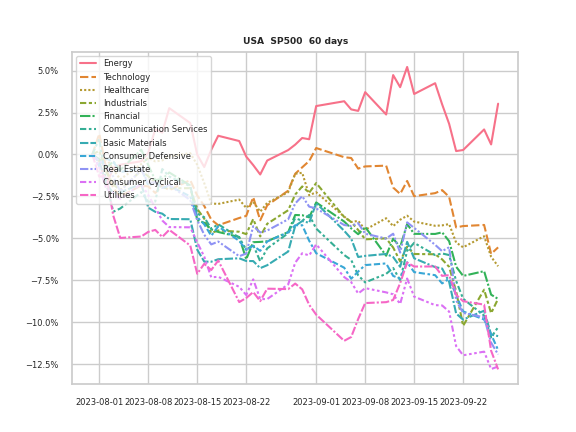 USA  SP500  60 days
5.0%
2.5%
0.0%
−2.5%
−5.0%
−7.5%
−10.0%
−12.5%
Energy
Technology
Healthcare
Industrials
Financial
Communication Services
Basic Materials
Consumer Defensive
Real Estate
Consumer Cyclical
Utilities
2023-08-01 2023-08-08 2023-08-15 2023-08-22 2023-09-01 2023-09-08 2023-09-15 2023-09-22